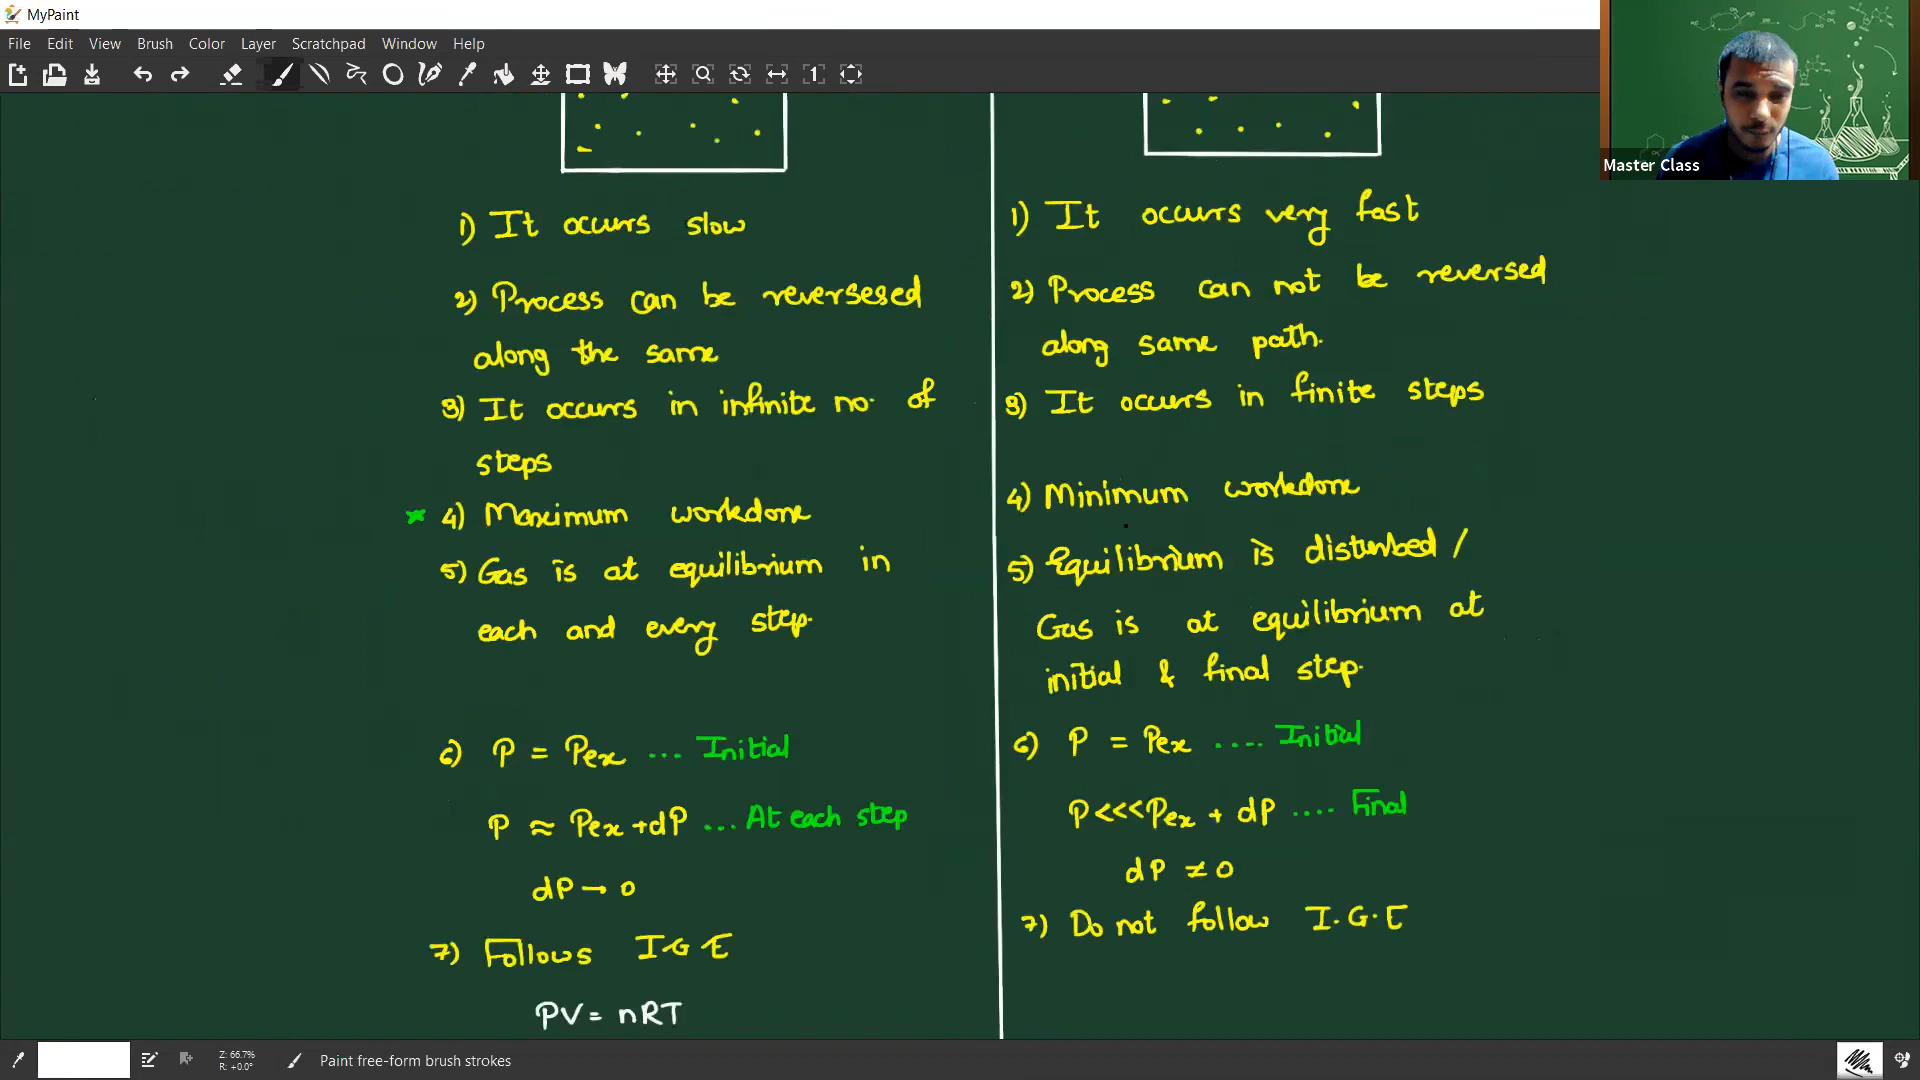 MyPaint
File Edit View Brush Color Layer Scratchpad Window Help
Master Class
1) It occurs slow
2) Process can be reversesed
along the same
3) It occurs in infinite no. of
steps
4) Maximum workdone
5) Gas is at equilibrium in
each and every step.
6) P = Pex ... Initial
P ≈ Pex +dP ... At each step
dP → 0
7) Follows I G E
PV = nRT
1) It occurs very fast
2) Process can not be reversed
along same path.
3) It occurs in finite steps
4) Minimum workdone
5) Equilibrium is disturbed /
Gas is at equilibrium at
initial & final step.
6) P = Pex .... Initial
P<<<Pex + dP .... Final
dP ≠ 0
7) Do not follow I.G.E
Z: 66.7%
R: +0.0°
Paint free-form brush strokes